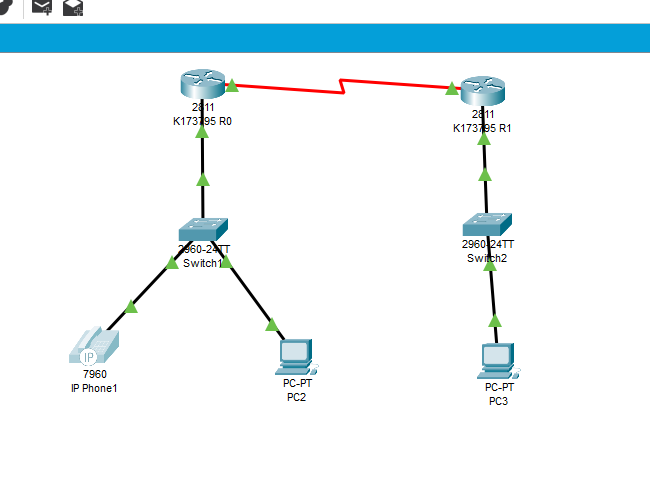 2811
K173795 R0
2811
K173795 R1
2960-24TT
Switch1
2960-24TT
Switch2
IP
7960
IP Phone1
PC-PT
PC2
PC-PT
PC3